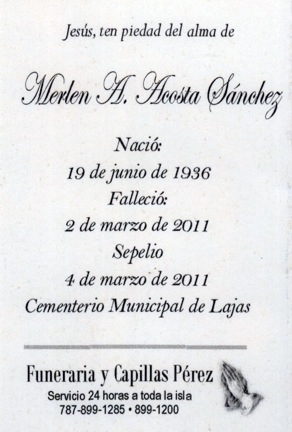 Jesús, ten piedad del alma de
Merlen A. Acosta Sánchez
Nació:
19 de junio de 1936
Falleció:
2 de marzo de 2011
Sepelio
4 de marzo de 2011
Cementerio Municipal de Lajas
Funeraria y Capillas Pérez
Servicio 24 horas a toda la isla
787-899-1285 • 899-1200